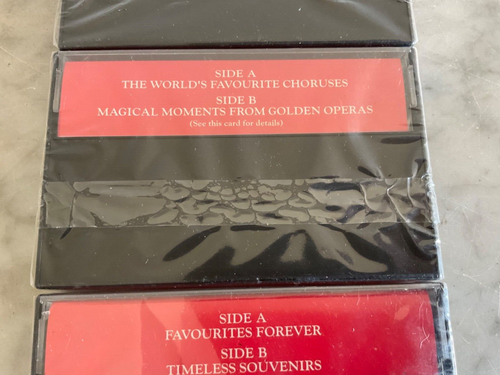 SIDE A
THE WORLD'S FAVOURITE CHORUSES
SIDE B
MAGICAL MOMENTS FROM GOLDEN OPERAS
(See this card for details)
SIDE A
FAVOURITES FOREVER
SIDE B
TIMELESS SOUVENIRS